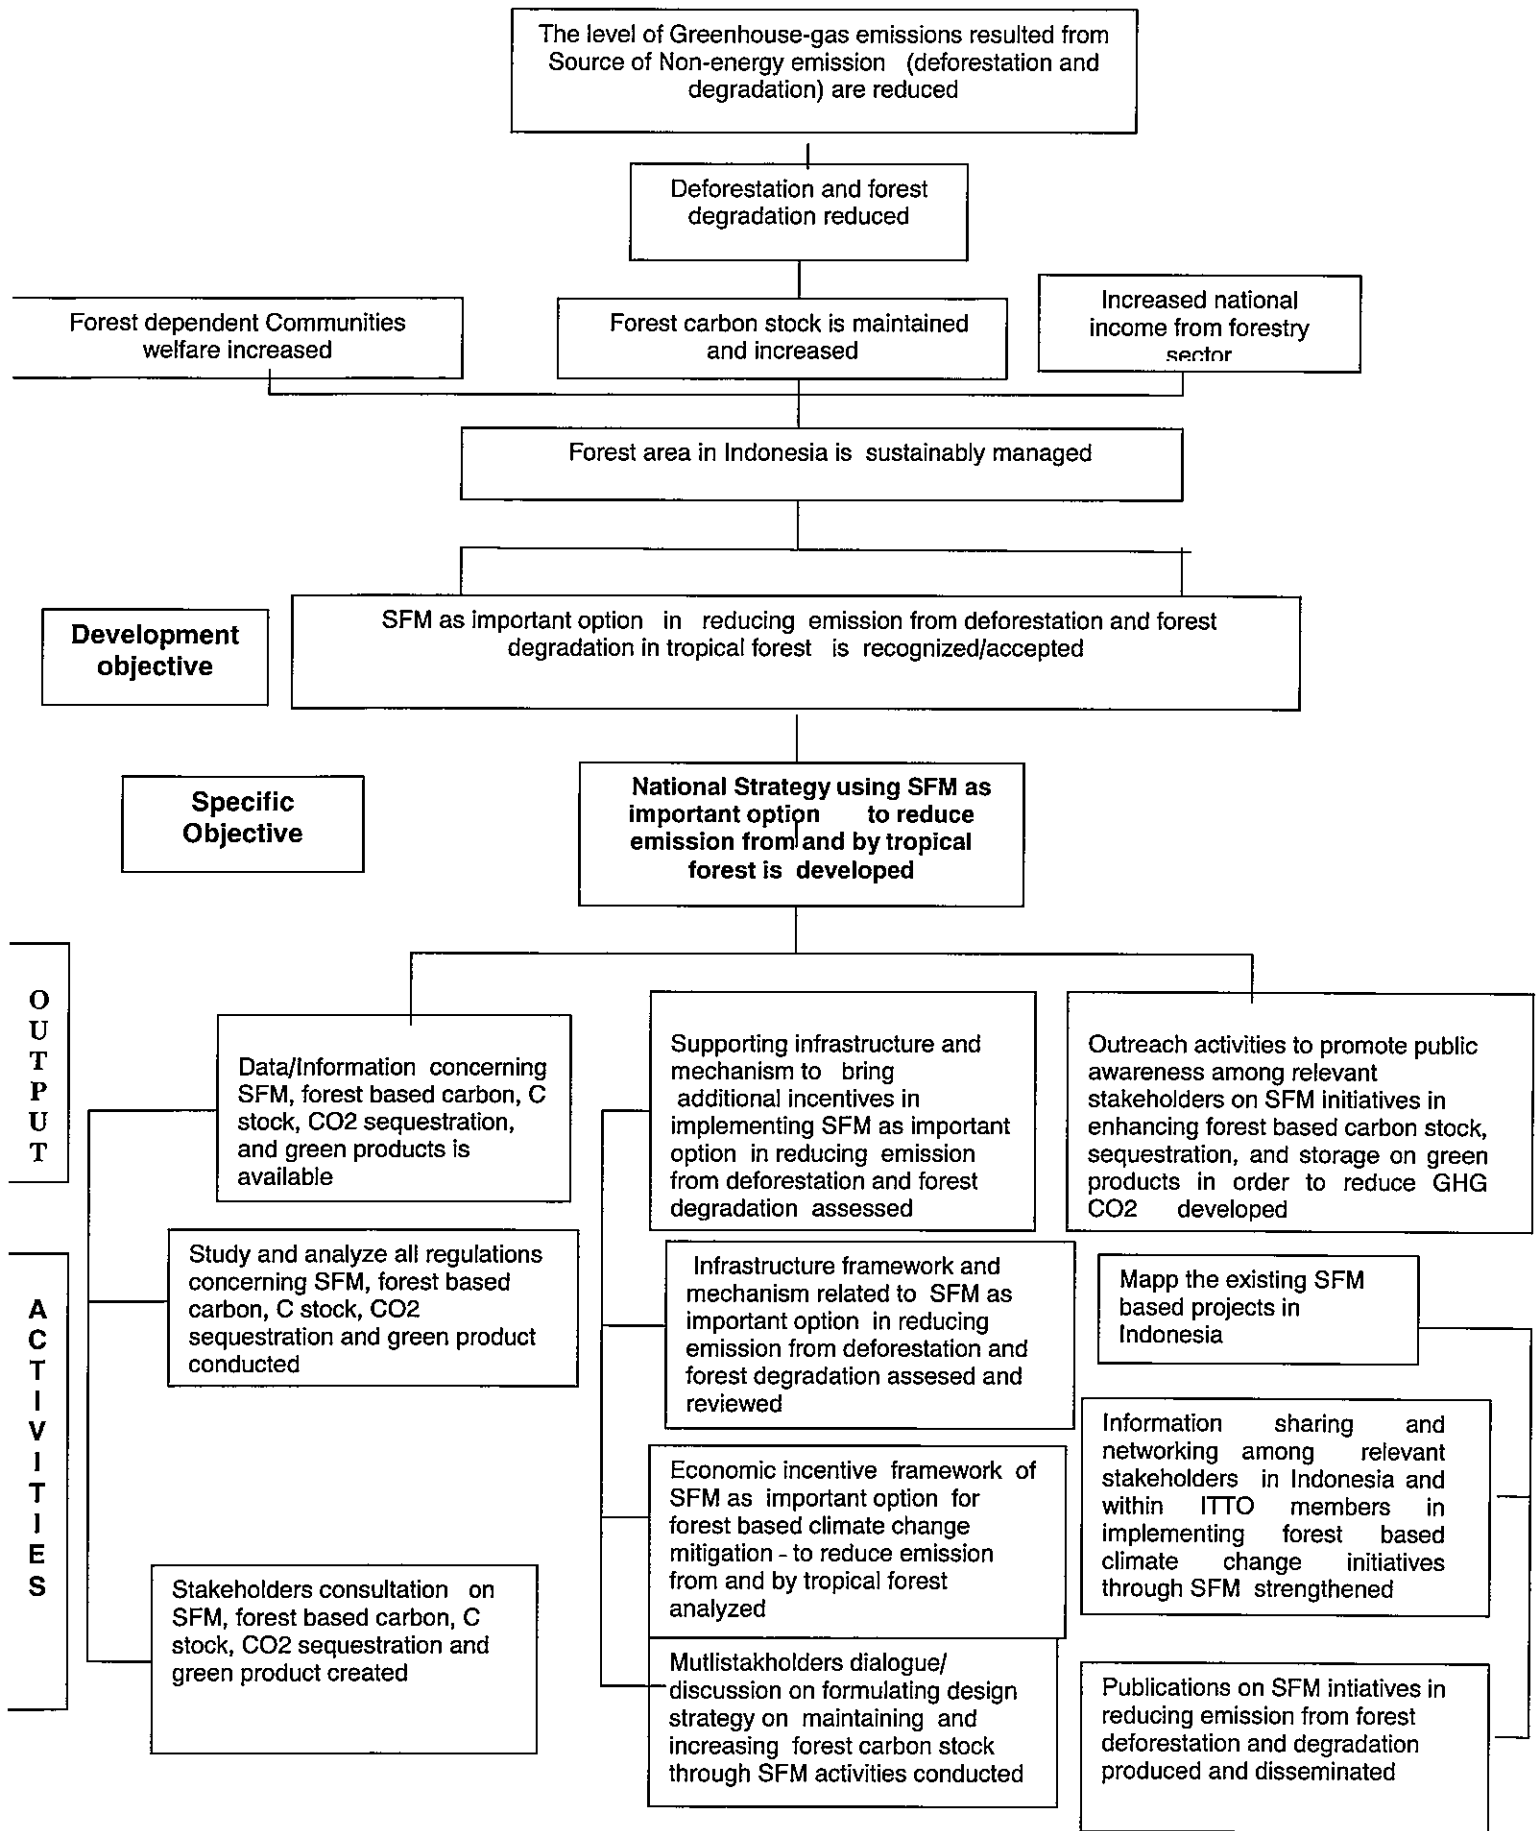 The level of Greenhouse-gas emissions resulted from
Source of Non-energy emission (deforestation and
degradation) are reduced
Deforestation and forest
degradation reduced
Forest dependent Communities
welfare increased
Forest carbon stock is maintained
and increased
Increased national
income from forestry
sector
Forest area in Indonesia is sustainably managed
Development
objective
SFM as important option in reducing emission from deforestation and forest
degradation in tropical forest is recognized/accepted
Specific
Objective
National Strategy using SFM as
important option to reduce
emission from and by tropical
forest is developed
O
U
T
P
U
T
Data/Information concerning
SFM, forest based carbon, C
stock, CO2 sequestration,
and green products is
available
Supporting infrastructure and
mechanism to bring
additional incentives in
implementing SFM as important
option in reducing emission
from deforestation and forest
degradation assessed
Outreach activities to promote public
awareness among relevant
stakeholders on SFM initiatives in
enhancing forest based carbon stock,
sequestration, and storage on green
products in order to reduce GHG
CO2 developed
A
C
T
I
V
I
T
I
E
S
Study and analyze all regulations
concerning SFM, forest based
carbon, C stock, CO2
sequestration and green product
conducted
Stakeholders consultation on
SFM, forest based carbon, C
stock, CO2 sequestration and
green product created
Infrastructure framework and
mechanism related to SFM as
important option in reducing
emission from deforestation and
forest degradation assesed and
reviewed
Economic incentive framework of
SFM as important option for
forest based climate change
mitigation - to reduce emission
from and by tropical forest
analyzed
Mutlistakholders dialogue/
discussion on formulating design
strategy on maintaining and
increasing forest carbon stock
through SFM activities conducted
Mapp the existing SFM
based projects in
Indonesia
Information sharing and
networking among relevant
stakeholders in Indonesia and
within ITTO members in
implementing forest based
climate change initiatives
through SFM strengthened
Publications on SFM intiatives in
reducing emission from forest
deforestation and degradation
produced and disseminated